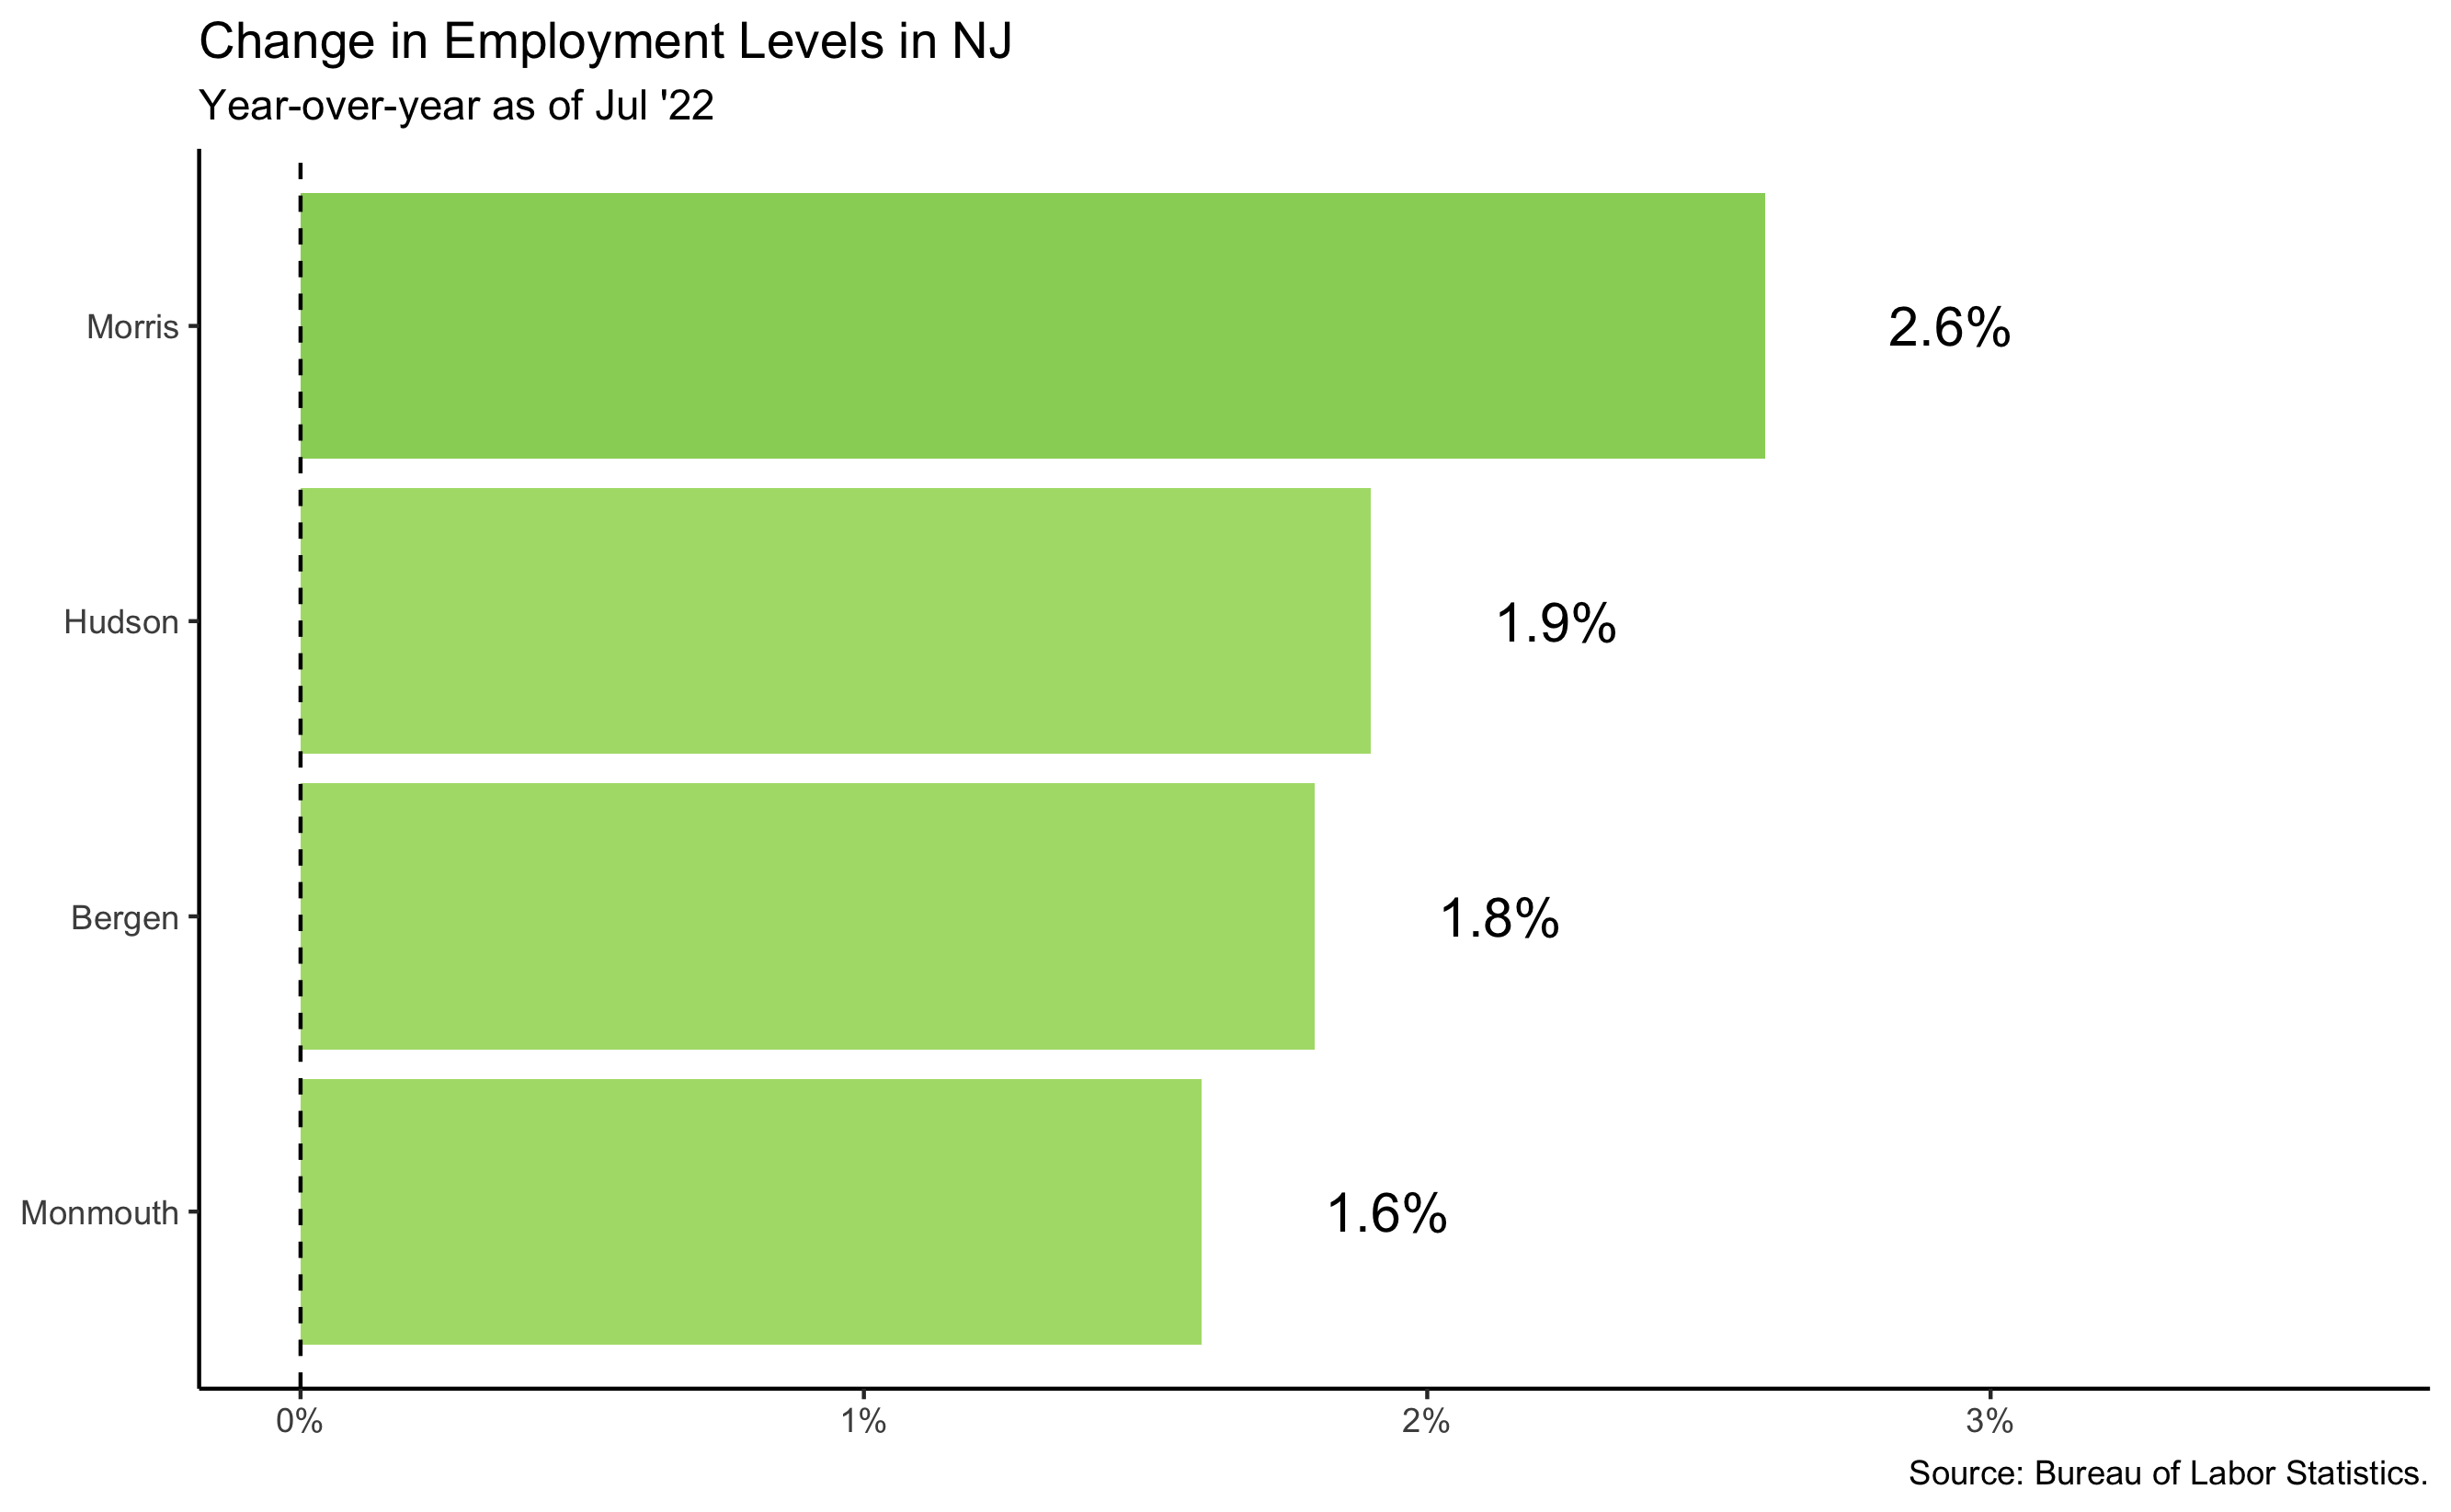 Change in Employment Levels in NJ
Year-over-year as of Jul '22
Morris
2.6%
Hudson
1.9%
Bergen
1.8%
Monmouth
1.6%
0% 1% 2% 3%
Source: Bureau of Labor Statistics.